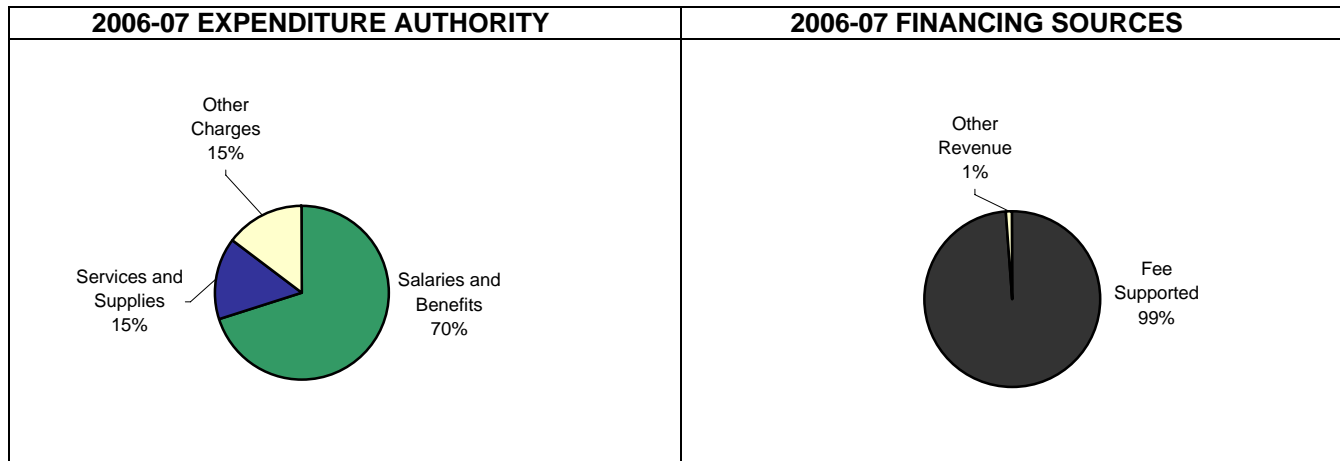 2006-07 EXPENDITURE AUTHORITY
Other
Charges
15%
Services and
Supplies
15%
Salaries and
Benefits
70%
2006-07 FINANCING SOURCES
Other
Revenue
1%
Fee
Supported
99%